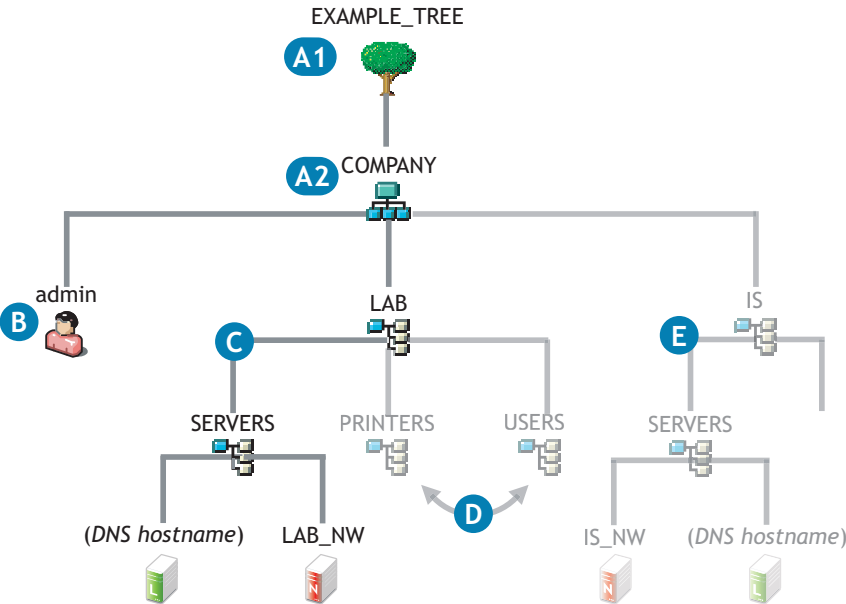 EXAMPLE_TREE
A1
COMPANY
A2
admin
B
LAB
IS
C
E
SERVERS
PRINTERS
USERS
SERVERS
D
(DNS hostname)
LAB_NW
IS_NW
(DNS hostname)
L
N
N
L